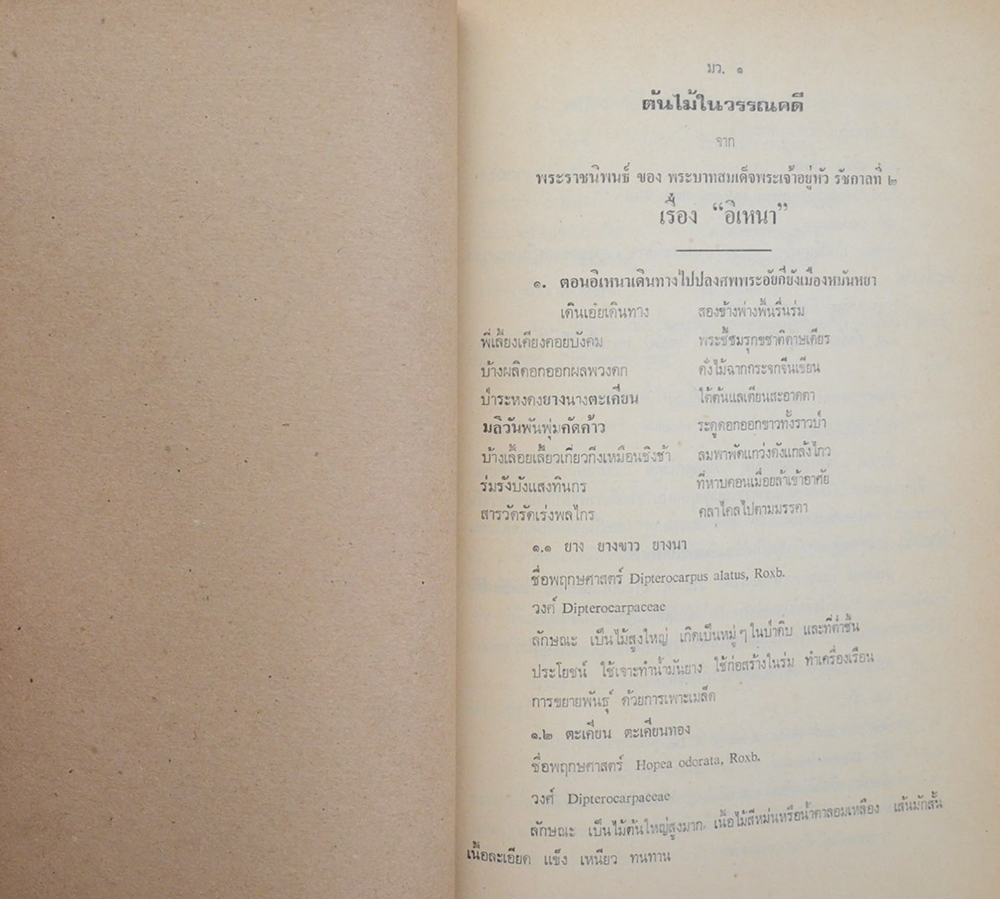 มว. ๑
ต้นไม้ในวรรณคดี
จาก
พระราชนิพนธ์ ของ พระบาทสมเด็จพระเจ้าอยู่หัว รัชกาลที่ ๒
เรื่อง “อิเหนา”
๑. ตอนอิเหนาเดินทางไปปลงศพพระอัยกียังเมืองหมันหยา
เดินเอ๋ยเดินทาง สองข้างพ่างพื้นรื่นร่ม
พี่เลี้ยงเคียงคอยบังคม พระชี้ชมรุกขชาติดาษเดียร
บ้างผลิดอกออกผลพวงตก ดั่งไม้ฉากกระจกจีนเขียน
ป่าระหงดงยางนางตะเคียน ใต้ต้นแลเตียนสะอาดตา
มลิวันพันพุ่มคัดค้าว ระดูดอกออกขาวทั้งราวป่า
บ้างเลื้อยเลี้ยวเกี่ยวกิ่งเหมือนชิงช้า ลมพาพัดแกว่งดังแกล้งไกว
ร่มรังบังแสงทินกร ที่หาบคอนเมื่อยล้าเข้าอาศัย
สารวัดรัดเร่งพลไกร คลาไคลไปตามมรรคา
๑.๑ ยาง ยางขาว ยางนา
ชื่อพฤกษศาสตร์ Dipterocarpus alatus, Roxb.
วงศ์ Dipterocarpaceae
ลักษณะ เป็นไม้สูงใหญ่ เกิดเป็นหมู่ๆ ในป่าดิบ และที่ต่ำชื้น
ประโยชน์ ใช้เจาะทำน้ำมันยาง ใช้ก่อสร้างในร่ม ทำเครื่องเรือน
การขยายพันธุ์ ด้วยการเพาะเมล็ด
๑.๒ ตะเคียน ตะเคียนทอง
ชื่อพฤกษศาสตร์ Hopea odorata, Roxb.
วงศ์ Dipterocarpaceae
ลักษณะ เป็นไม้ต้นใหญ่สูงมาก เนื้อไม้สีหม่นหรือน้ำตาลอมเหลือง เส้นมักสั้น
เนื้อละเอียด แข็ง เหนียว ทนทาน